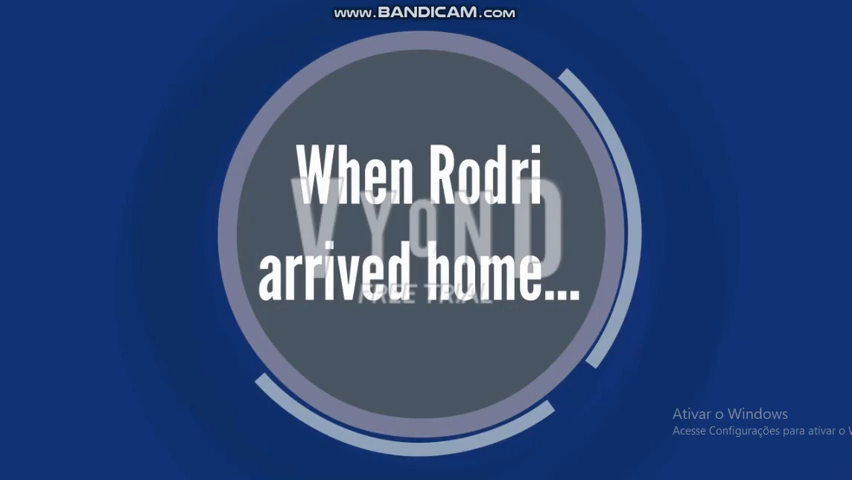 www.BANDICAM.com
When Rodri
VYOND
arrived home...
FREE TRIAL
Ativar o Windows
Acesse Configurações para ativar o